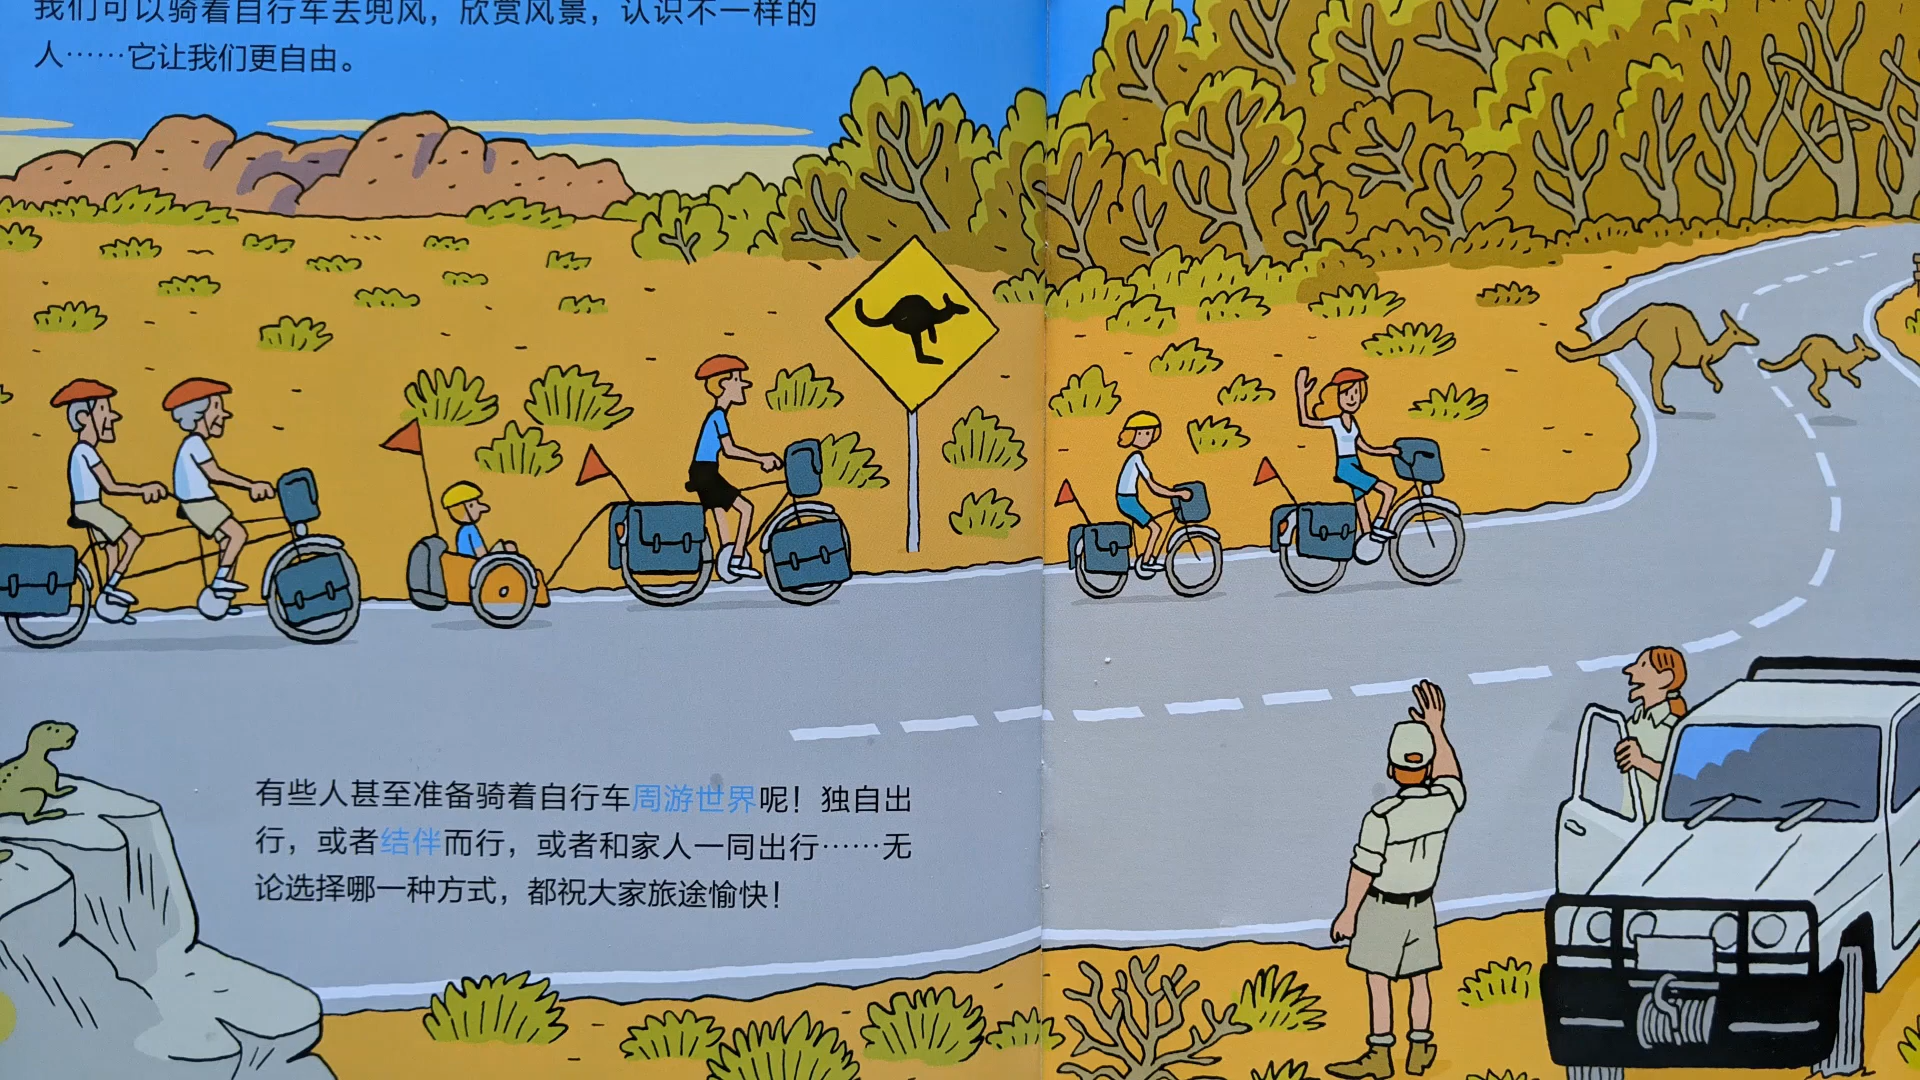 我们可以骑着自行车去兜风，欣赏风景，认识不一样的
人……它让我们更自由。
有些人甚至准备骑着自行车周游世界呢！独自出
行，或者结伴而行，或者和家人一同出行……无
论选择哪一种方式，都祝大家旅途愉快！